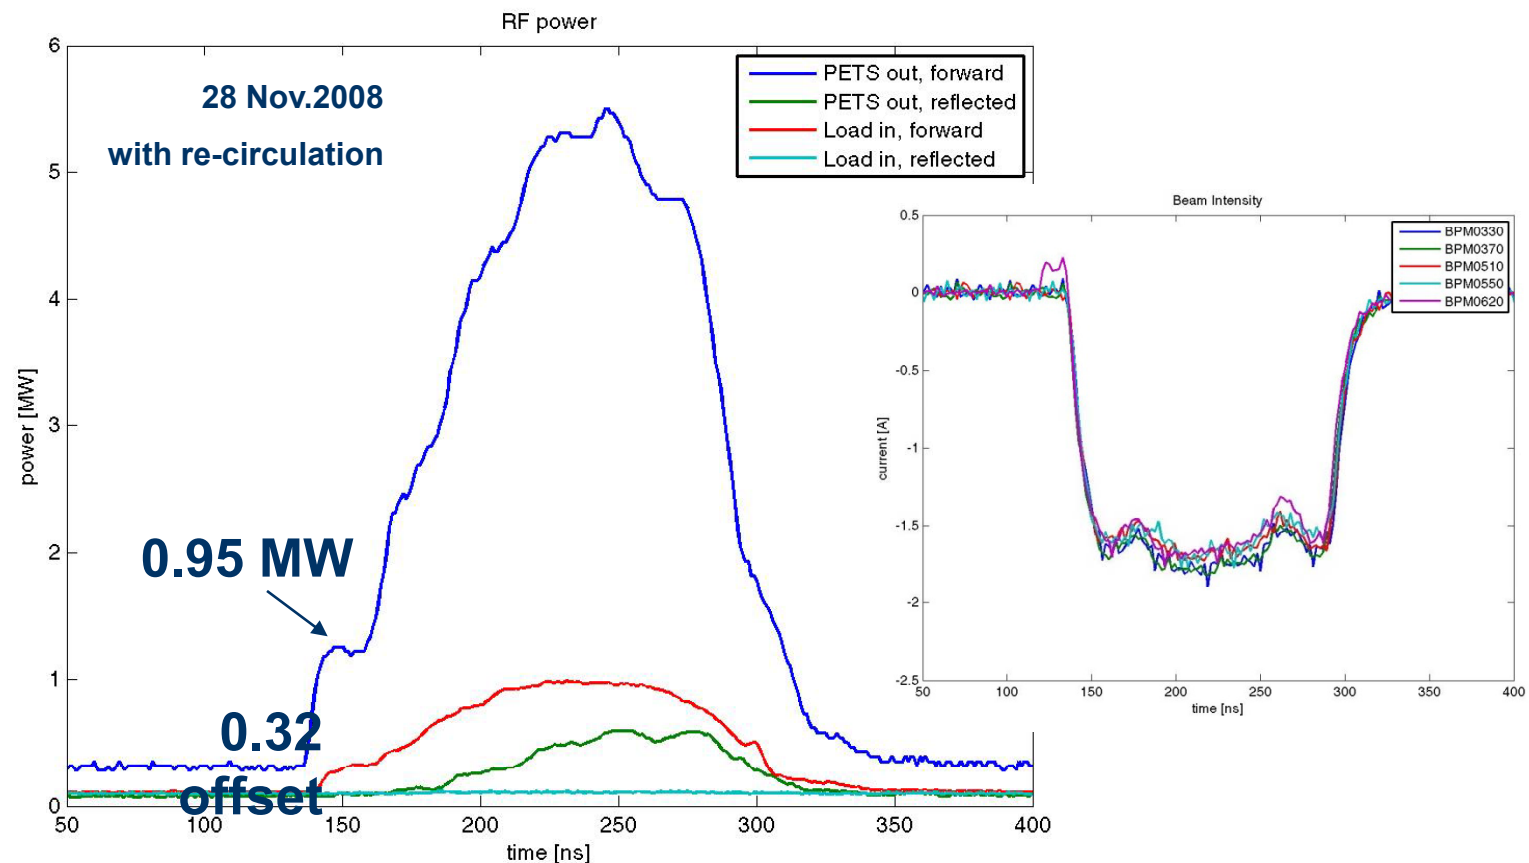 RF power
6
5
4
3
2
1
0
power [MW]
28 Nov.2008
with re-circulation
PETS out, forward
PETS out, reflected
Load in, forward
Load in, reflected
0.95 MW
0.32
offset
50 100 150 200 250 300 350 400
time [ns]
Beam Intensity
0.5
0
-0.5
-1
-1.5
-2
-2.5
current [A]
BPM0330
BPM0370
BPM0510
BPM0550
BPM0620
50 100 150 200 250 300 350 400
time [ns]